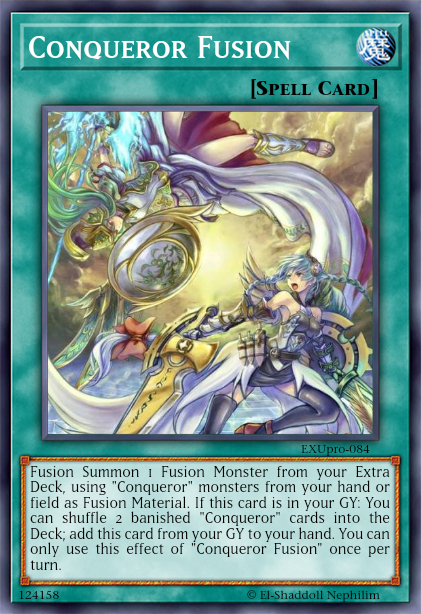 CONQUEROR FUSION
魔
[SPELL CARD]
EXUpro-084
Fusion Summon 1 Fusion Monster from your Extra
Deck, using "Conqueror" monsters from your hand or
field as Fusion Material. If this card is in your GY: You
can shuffle 2 banished "Conqueror" cards into the
Deck; add this card from your GY to your hand. You can
only use this effect of "Conqueror Fusion" once per
turn.
124158
© El-Shaddoll Nephilim